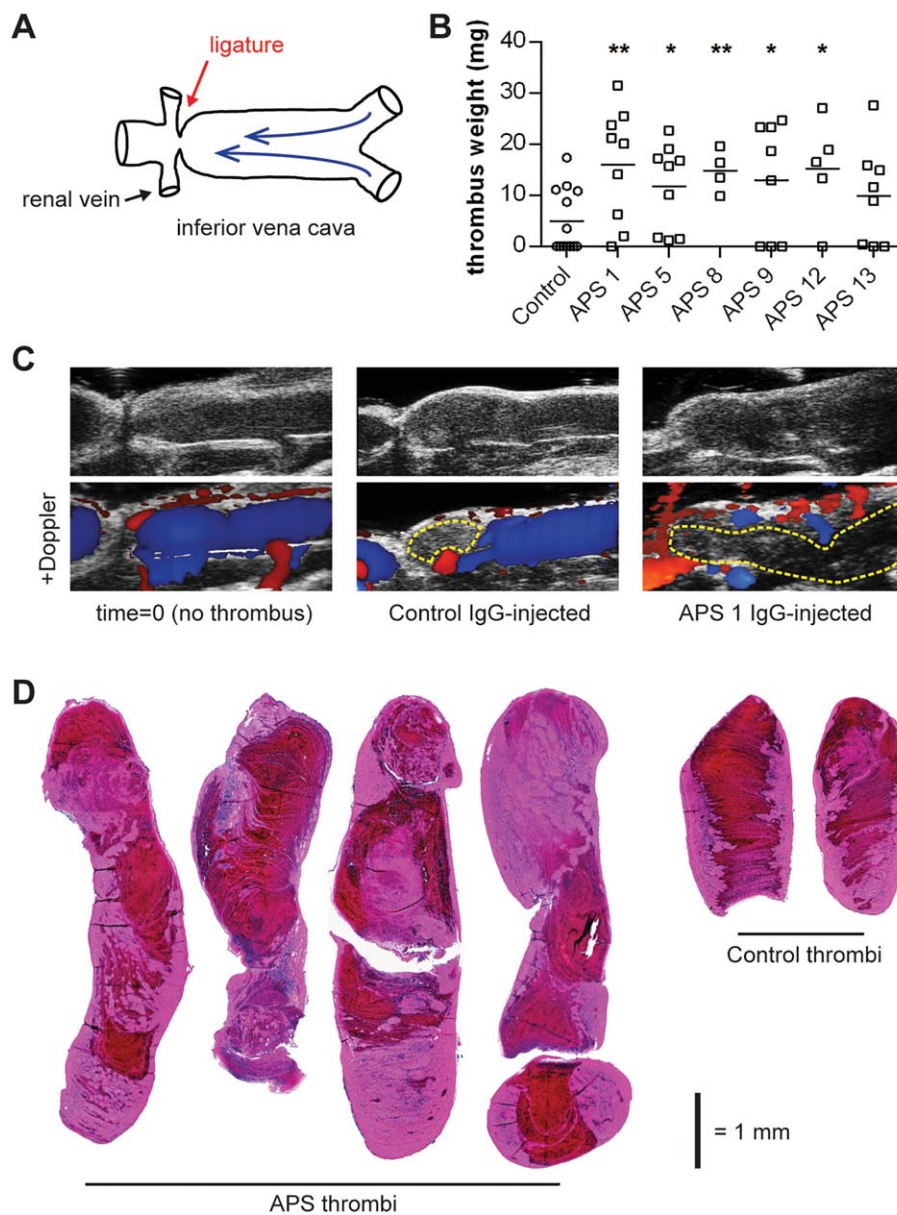 A
ligature
renal vein
inferior vena cava
B
thrombus weight (mg)
40
30
20
10
0
** * ** * *
Control
APS 1
APS 5
APS 8
APS 9
APS 12
APS 13
C
+Doppler
time=0 (no thrombus)
Control IgG-injected
APS 1 IgG-injected
D
APS thrombi
Control thrombi
= 1 mm